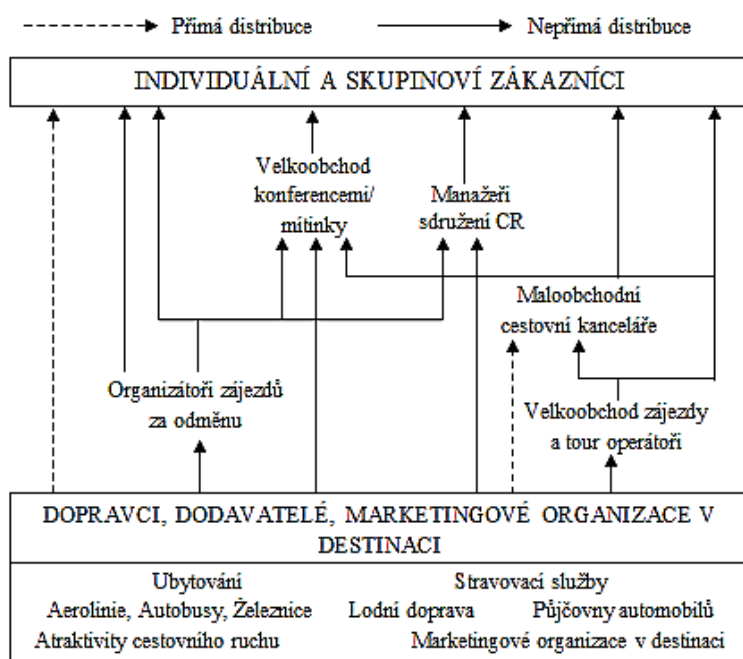 Přímá distribuce
Nepřímá distribuce
INDIVIDUÁLNÍ A SKUPINOVÍ ZÁKAZNÍCI
Velkoobchod
konferencemi/
mítinky
Manažeři
sdružení CR
Maloobchodní
cestovní kanceláře
Organizátoři zájezdů
za odměnu
Velkoobchod zájezdy
a tour operátoři
DOPRAVCI, DODAVATELÉ, MARKETINGOVÉ ORGANIZACE V
DESTINACI
Ubytování
Stravovací služby
Aerolinie, Autobusy, Železnice
Lodní doprava
Půjčovny automobilů
Atraktivity cestovního ruchu
Marketingové organizace v destinaci